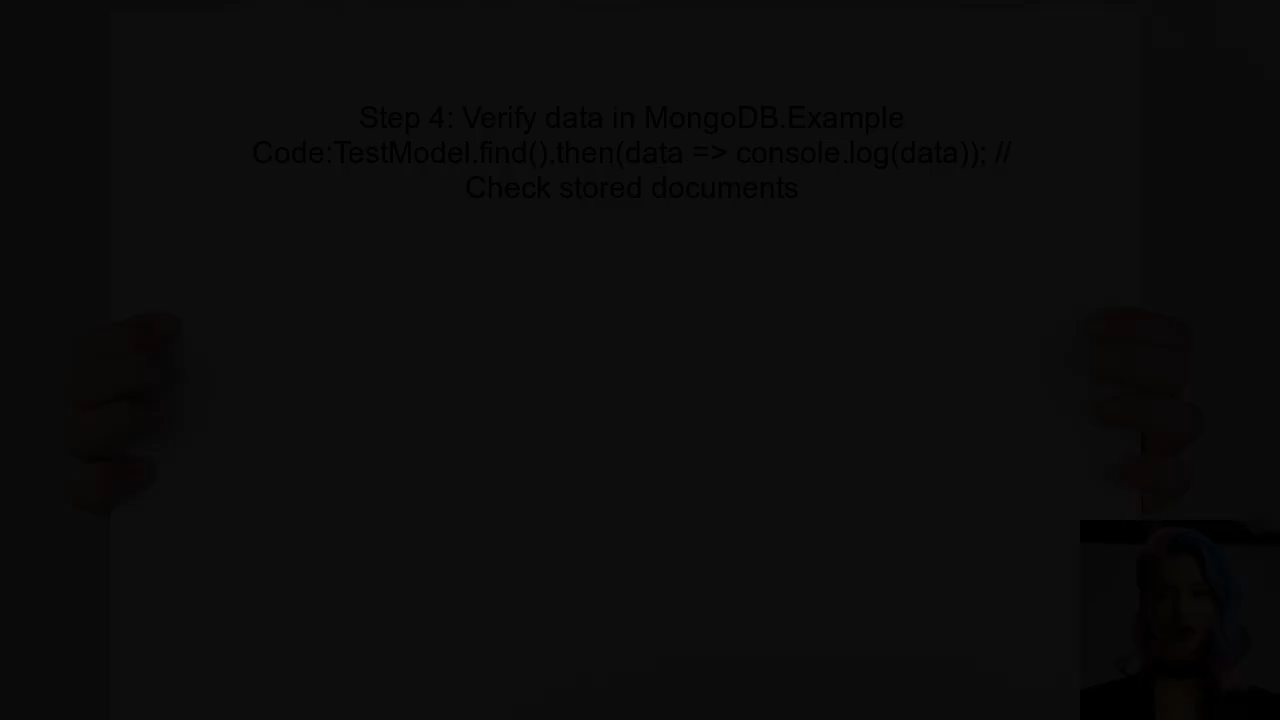 Step 4: Verify data in MongoDB.Example
Code:TestModel.find().then(data => console.log(data)); //
Check stored documents